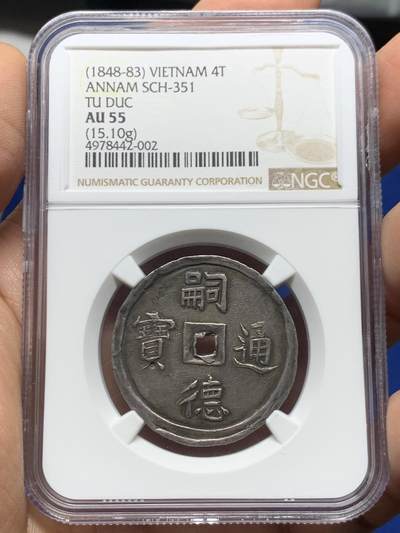 (1848-83) VIETNAM 4T
ANNAM SCH-351
TU DUC
AU 55
(15.10g)
4978442-002
NUMISMATIC GUARANTY CORPORATION
NGC
嗣德通寶